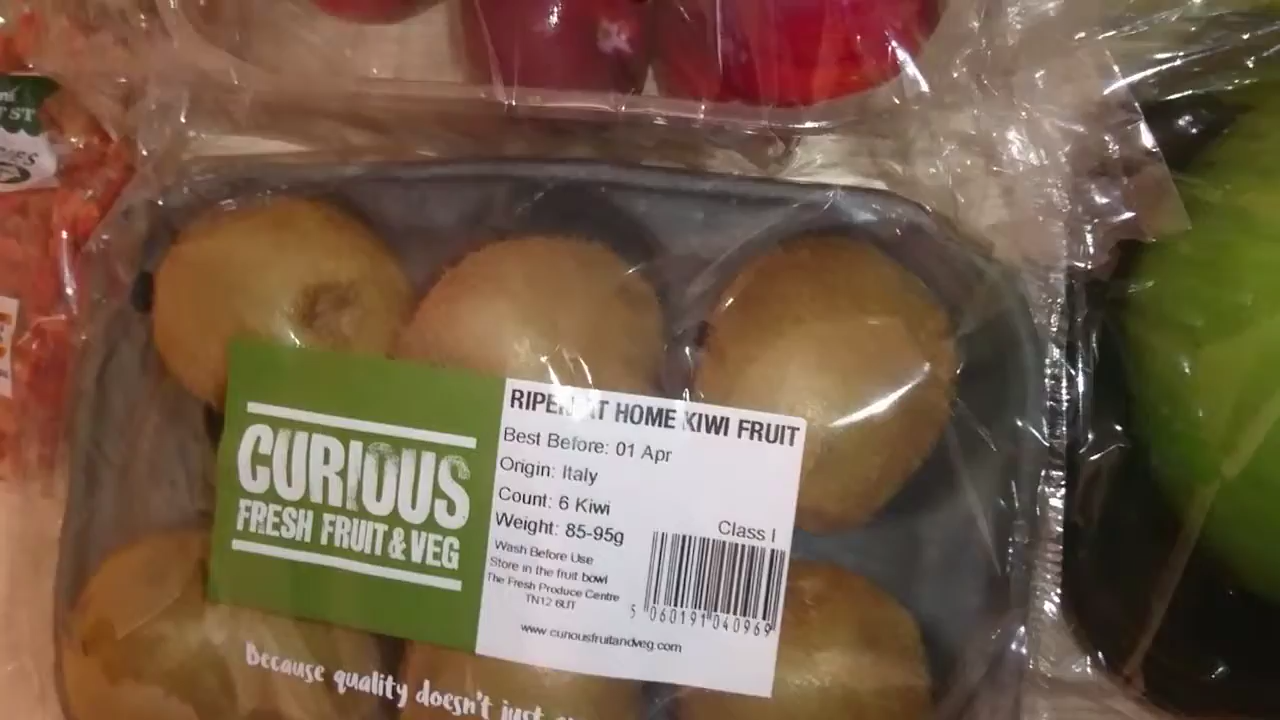 CURIOUS
FRESH FRUIT & VEG
RIPEN AT HOME KIWI FRUIT
Best Before: 01 Apr
Origin: Italy
Count: 6 Kiwi
Weight: 85-95g
Class I
Wash Before Use
Store in the fruit bowl
The Fresh Produce Centre
TN12 6UT
5 060191 040969
www.curiousfruitandveg.com
Because quality doesn't just